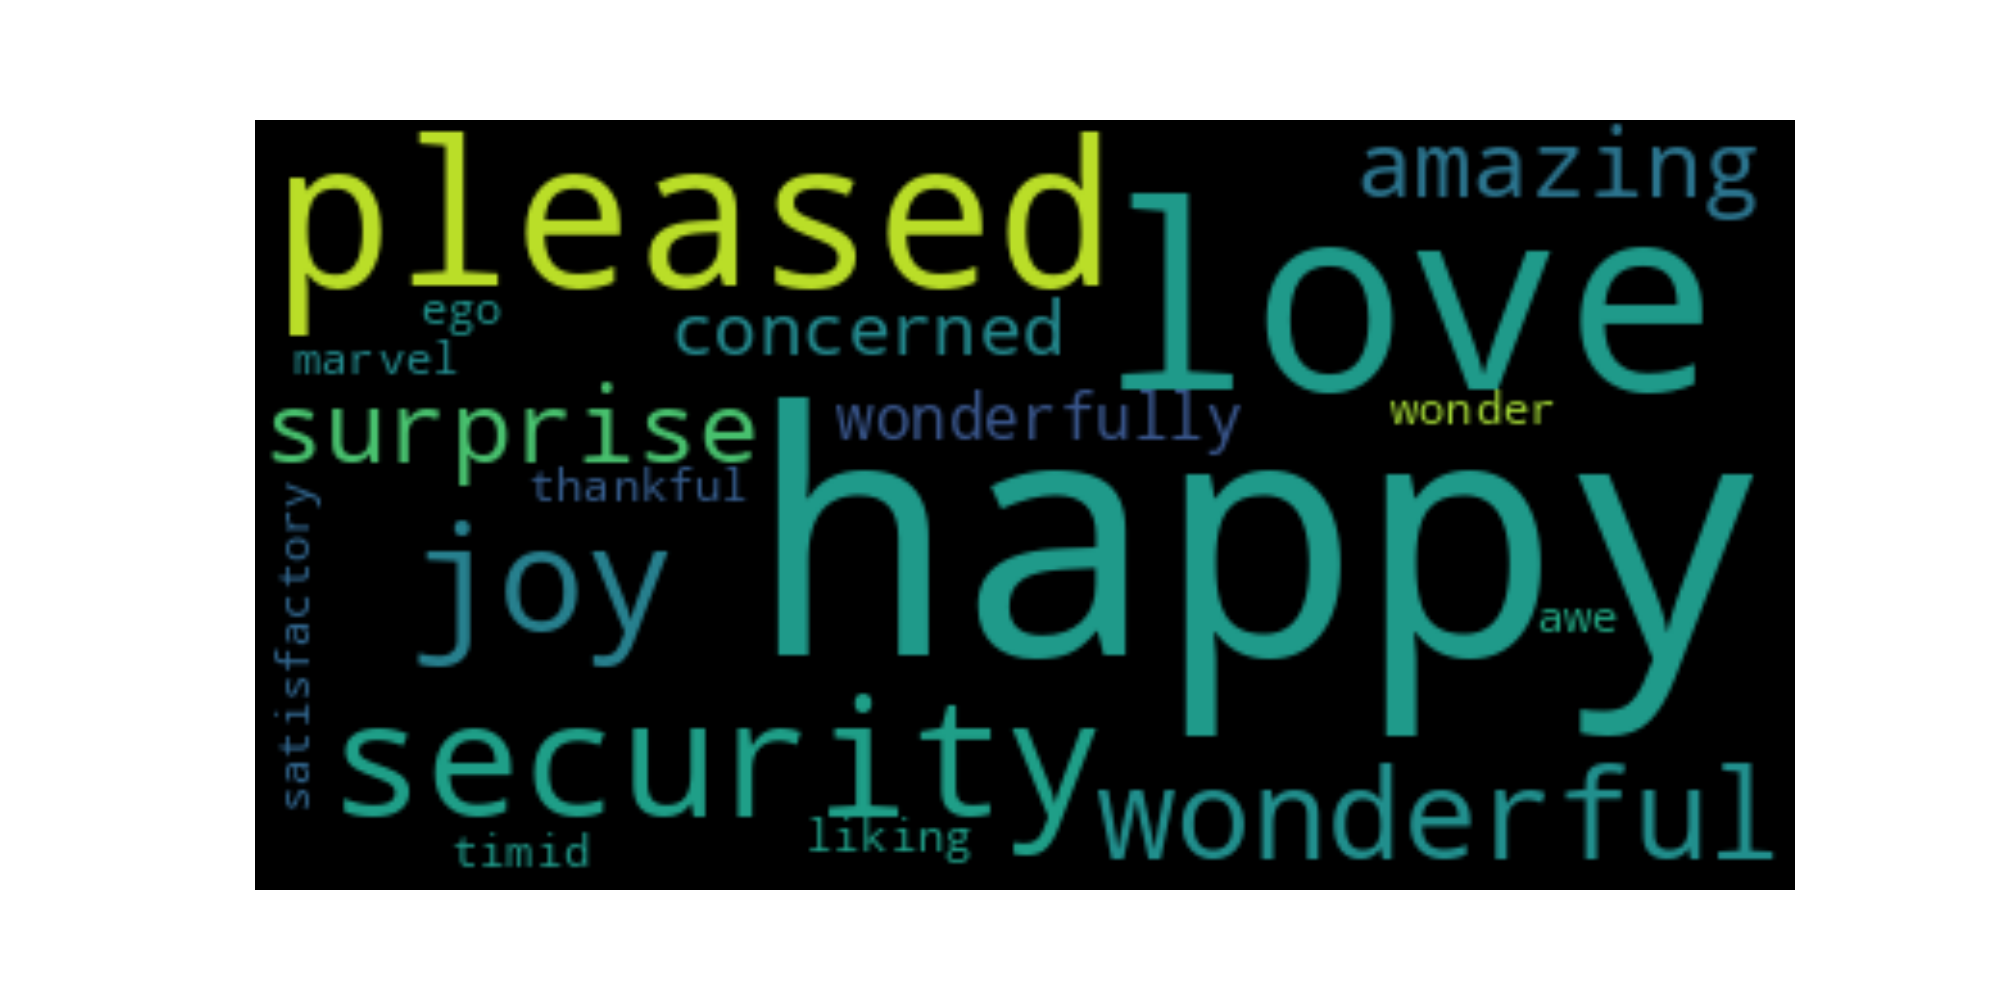 pleased
amazing
love
ego
concerned
marvel
surprise
wonderfully
wonder
thankful
happy
joy
awe
satisfactory
security
wonderful
timid
liking